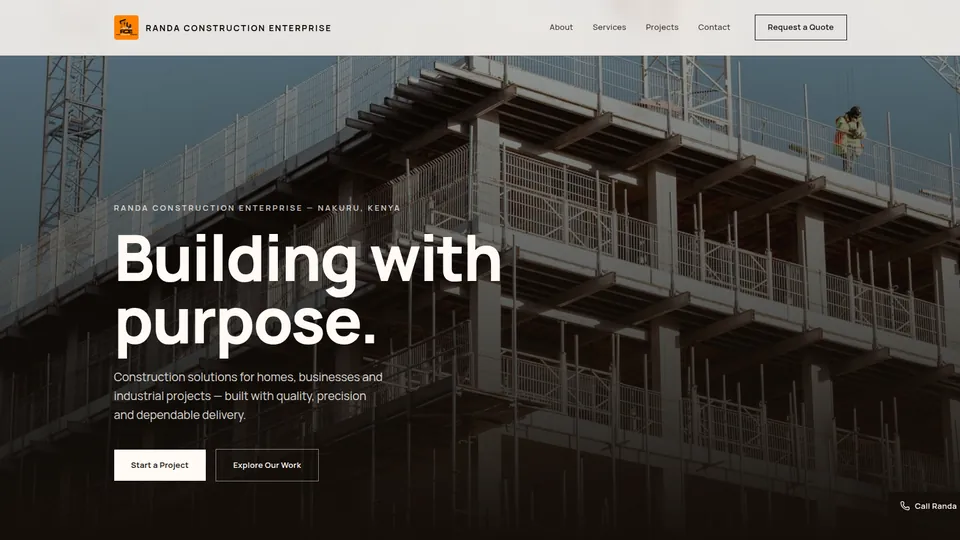 RCE
RANDA CONSTRUCTION ENTERPRISE
About
Services
Projects
Contact
Request a Quote
RANDA CONSTRUCTION ENTERPRISE — NAKURU, KENYA
Building with
purpose.
Construction solutions for homes, businesses and
industrial projects — built with quality, precision
and dependable delivery.
Start a Project
Explore Our Work
Call Randa